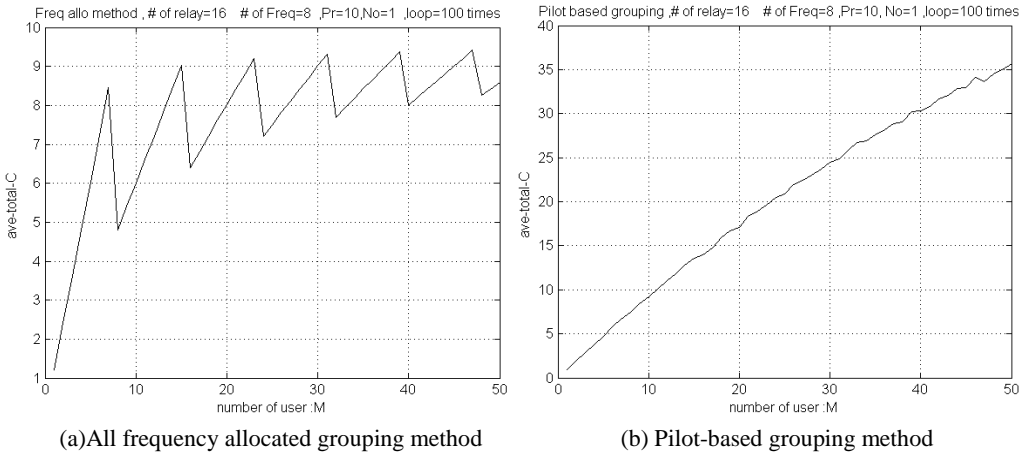 Freq allo method , # of relay=16 # of Freq=8 ,Pr=10,No=1 ,loop=100 times
10
9
8
7
6
5
4
3
2
1
ave-total-C
0 10 20 30 40 50
number of user :M
(a)All frequency allocated grouping method
Pilot based grouping ,# of relay=16 # of Freq=8 ,Pr=10, No=1 ,loop=100 times
40
35
30
25
20
15
10
5
0
ave-total-C
0 10 20 30 40 50
number of user :M
(b) Pilot-based grouping method